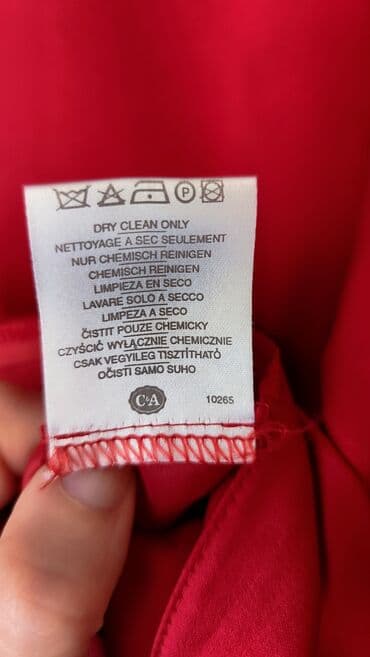 P
DRY CLEAN ONLY
NETTOYAGE A SEC SEULEMENT
NUR CHEMISCH REINIGEN
CHEMISCH REINIGEN
LIMPIEZA EN SECO
LAVARE SOLO A SECCO
LIMPEZA A SECO
ČISTIT POUZE CHEMICKY
CZYŚCIĆ WYŁĄCZNIE CHEMICZNIE
CSAK VEGYILEG TISZTÍTHATÓ
OČISTI SAMO SUHO
C&A
10265